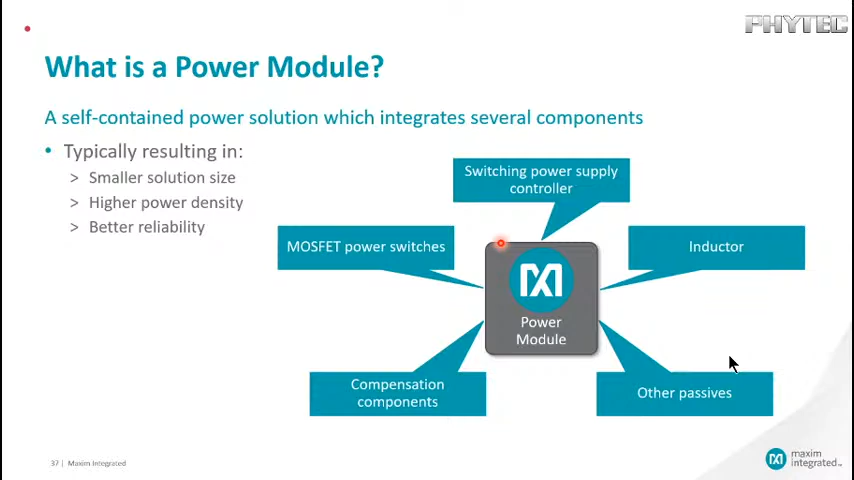 PHYTEC
What is a Power Module?
A self-contained power solution which integrates several components
• Typically resulting in:
> Smaller solution size
> Higher power density
> Better reliability
Switching power supply
controller
MOSFET power switches
Inductor
Power
Module
Compensation
components
Other passives
37 | Maxim Integrated
maxim
integrated™